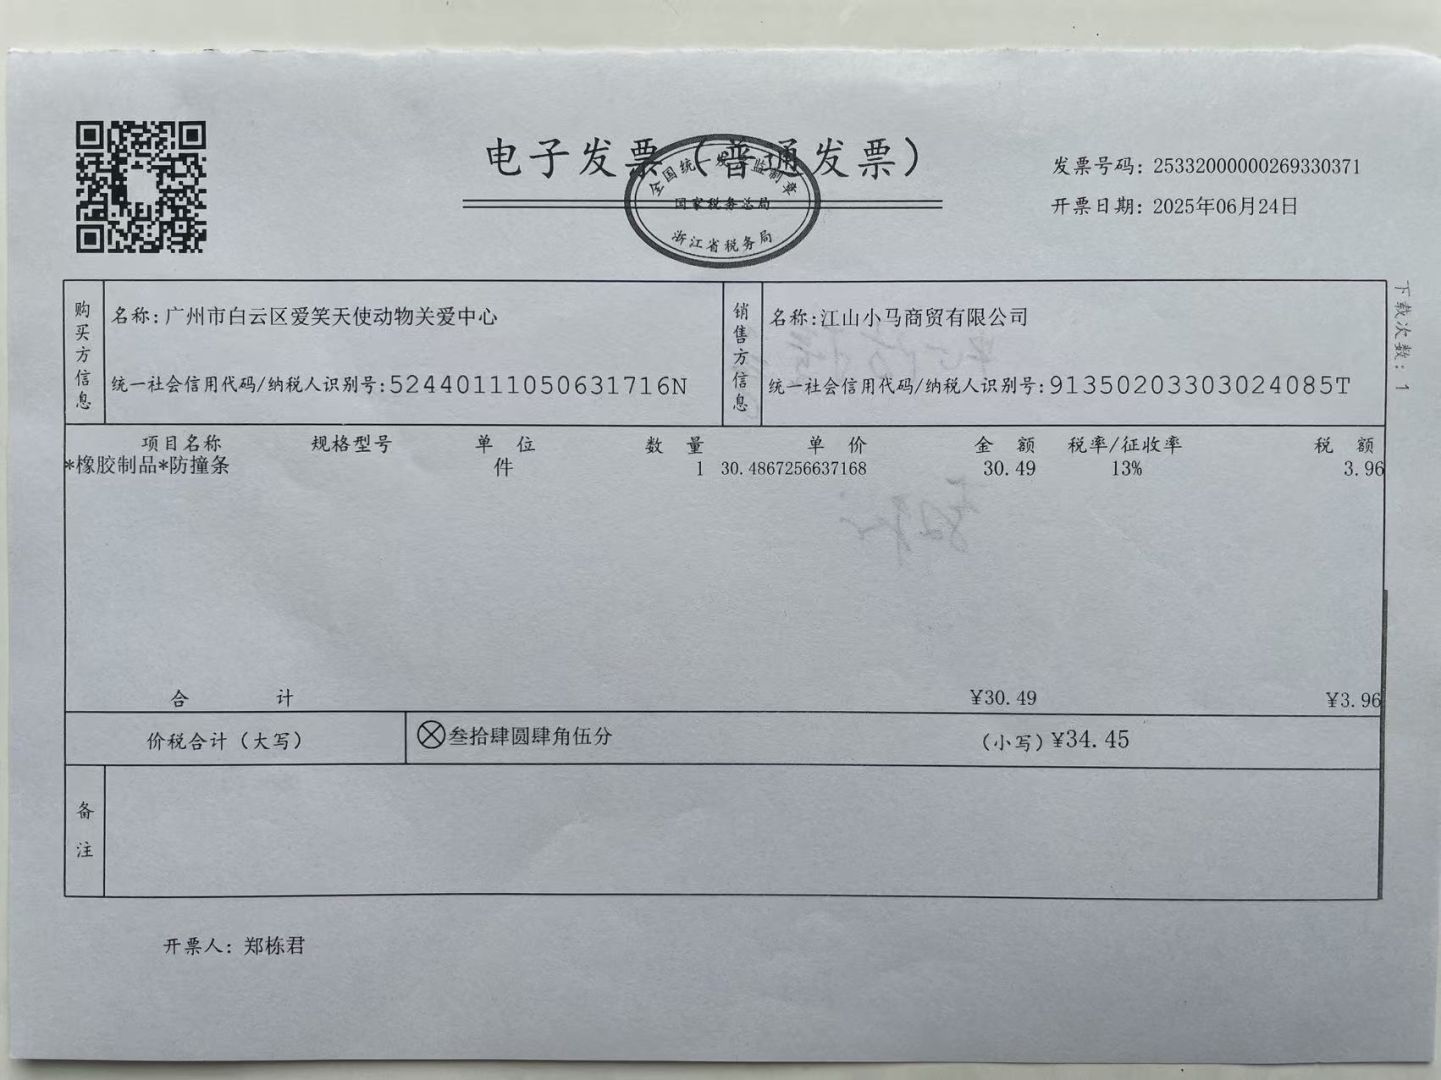 电子发票（普通发票）
全国统一发票监制章
国家税务总局
浙江省税务局
发票号码：25332000000269330371
开票日期：2025年06月24日
下载次数：1
购买方信息
名称：广州市白云区爱笑天使动物关爱中心
统一社会信用代码/纳税人识别号：52440111050631716N
销售方信息
名称：江山小马商贸有限公司
统一社会信用代码/纳税人识别号：91350203303024085T
项目名称 规格型号 单位 数量 单价 金额 税率/征收率 税额
*橡胶制品*防撞条 件 1 30.4867256637168 30.49 13% 3.96
合计 ¥30.49 ¥3.96
价税合计（大写） 叁拾肆圆肆角伍分 （小写）¥34.45
备注
开票人：郑栋君